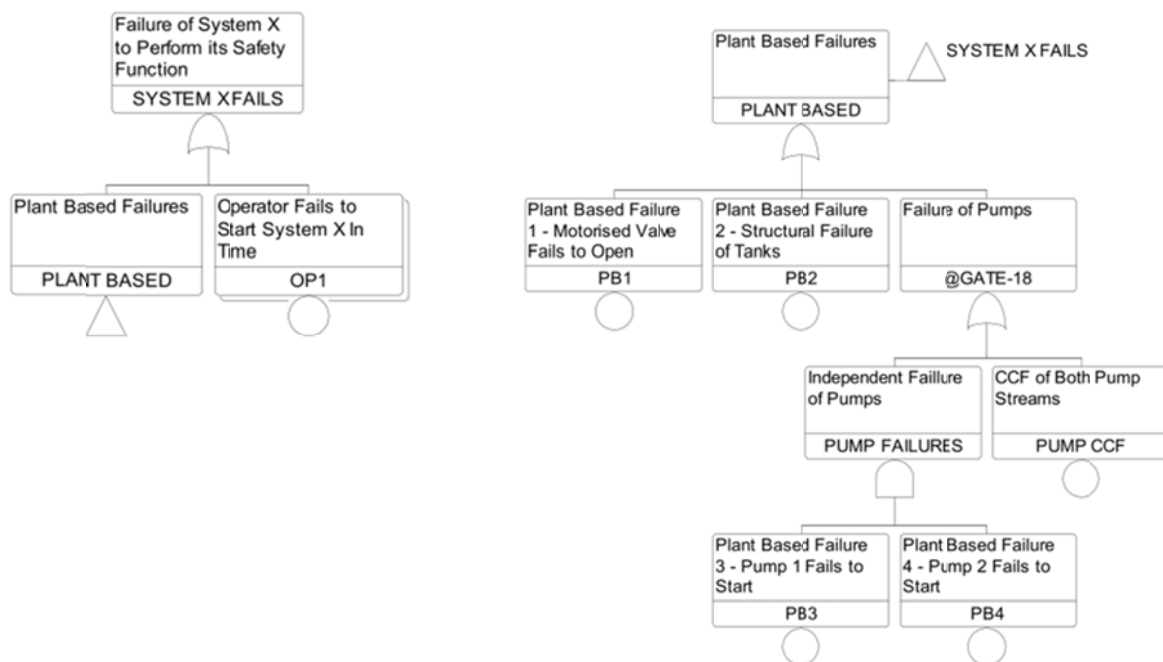 Failure of System X
to Perform its Safety
Function
SYSTEM X FAILS
Plant Based Failures
PLANT BASED
Operator Fails to
Start System X In
Time
OP1
Plant Based Failures
PLANT BASED
SYSTEM X FAILS
Plant Based Failure
1 - Motorised Valve
Fails to Open
PB1
Plant Based Failure
2 - Structural Failure
of Tanks
PB2
Failure of Pumps
@GATE-18
Independent Faillure
of Pumps
PUMP FAILURES
CCF of Both Pump
Streams
PUMP CCF
Plant Based Failure
3 - Pump 1 Fails to
Start
PB3
Plant Based Failure
4 - Pump 2 Fails to
Start
PB4